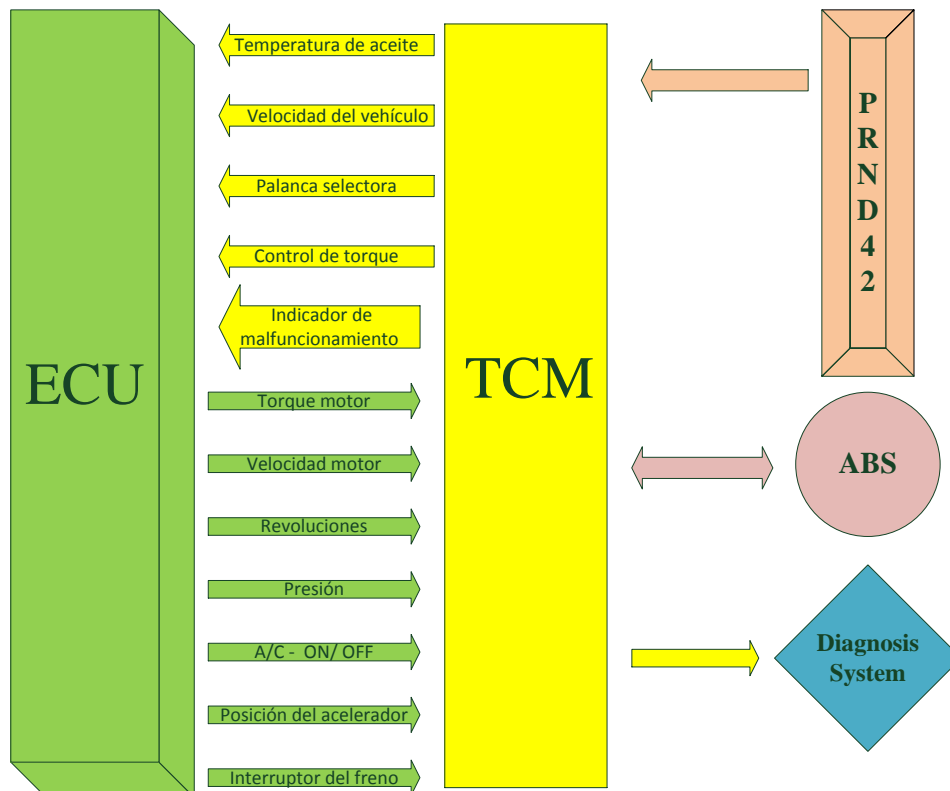 Temperatura de aceite
Velocidad del vehículo
Palanca selectora
Control de torque
Indicador de
malfuncionamiento
ECU
TCM
Torque motor
Velocidad motor
Revoluciones
Presión
A/C - ON/ OFF
Posición del acelerador
Interruptor del freno
P
R
N
D
4
2
ABS
Diagnosis
System